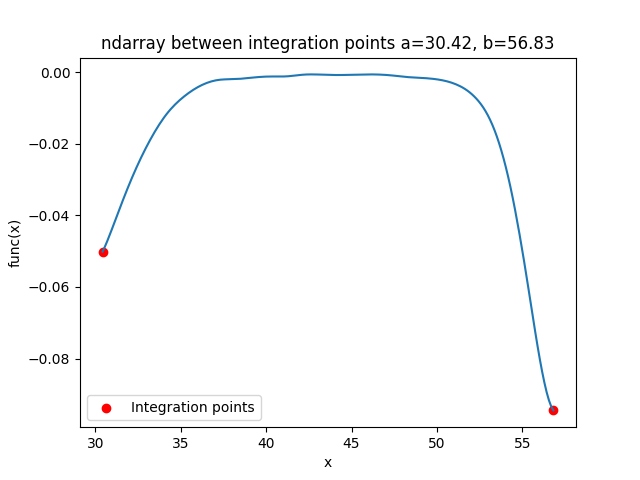 ndarray between integration points a=30.42, b=56.83
0.00
−0.02
−0.04
−0.06
−0.08
func(x)
Integration points
30
35
40
45
50
55
x